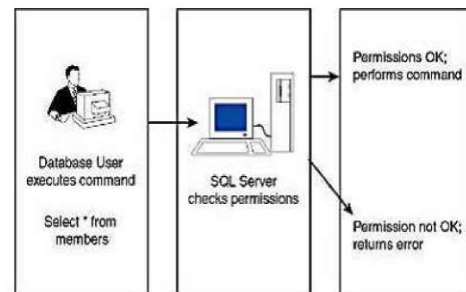 Database User
executes command
Select * from
members
SQL Server
checks permissions
Permissions OK;
performs command
Permission not OK;
returns error